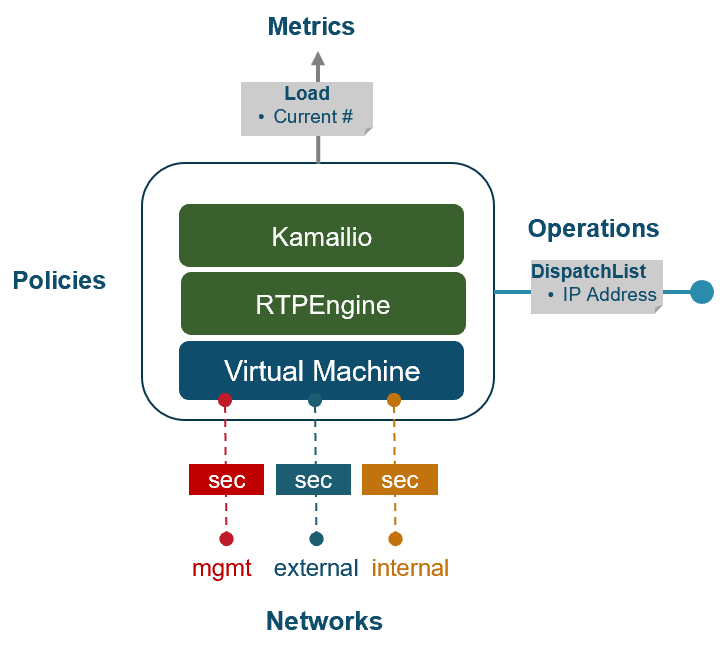 Metrics
Load
• Current #
Kamailio
RTPEngine
Virtual Machine
Policies
Operations
DispatchList
• IP Address
sec
sec
sec
mgmt
external
internal
Networks